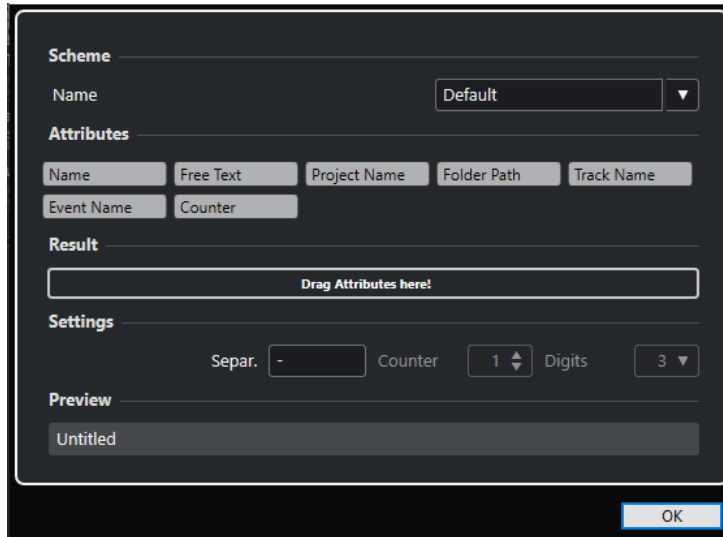 Scheme
Name Default
Attributes
Name Free Text Project Name Folder Path Track Name
Event Name Counter
Result
Drag Attributes here!
Settings
Separ. - Counter 1 Digits 3
Preview
Untitled
OK